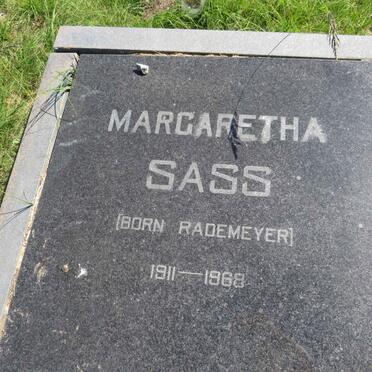 MARGARETHA
SASS
[BORN RADEMEYER]
1911—1968